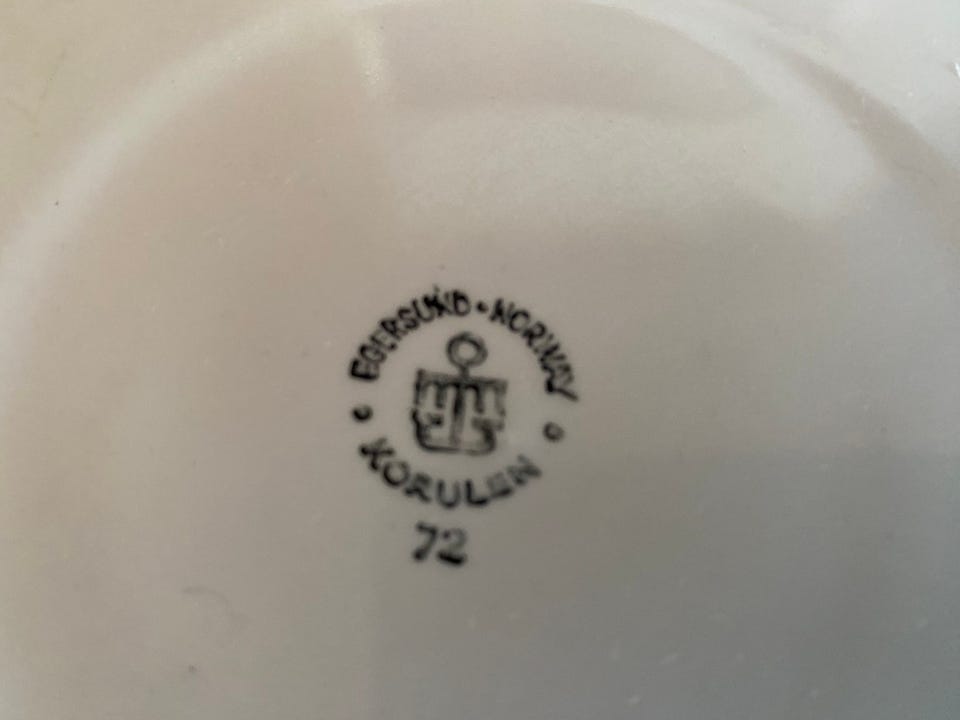 EGERSUND • NORWAY
KORULEN
72